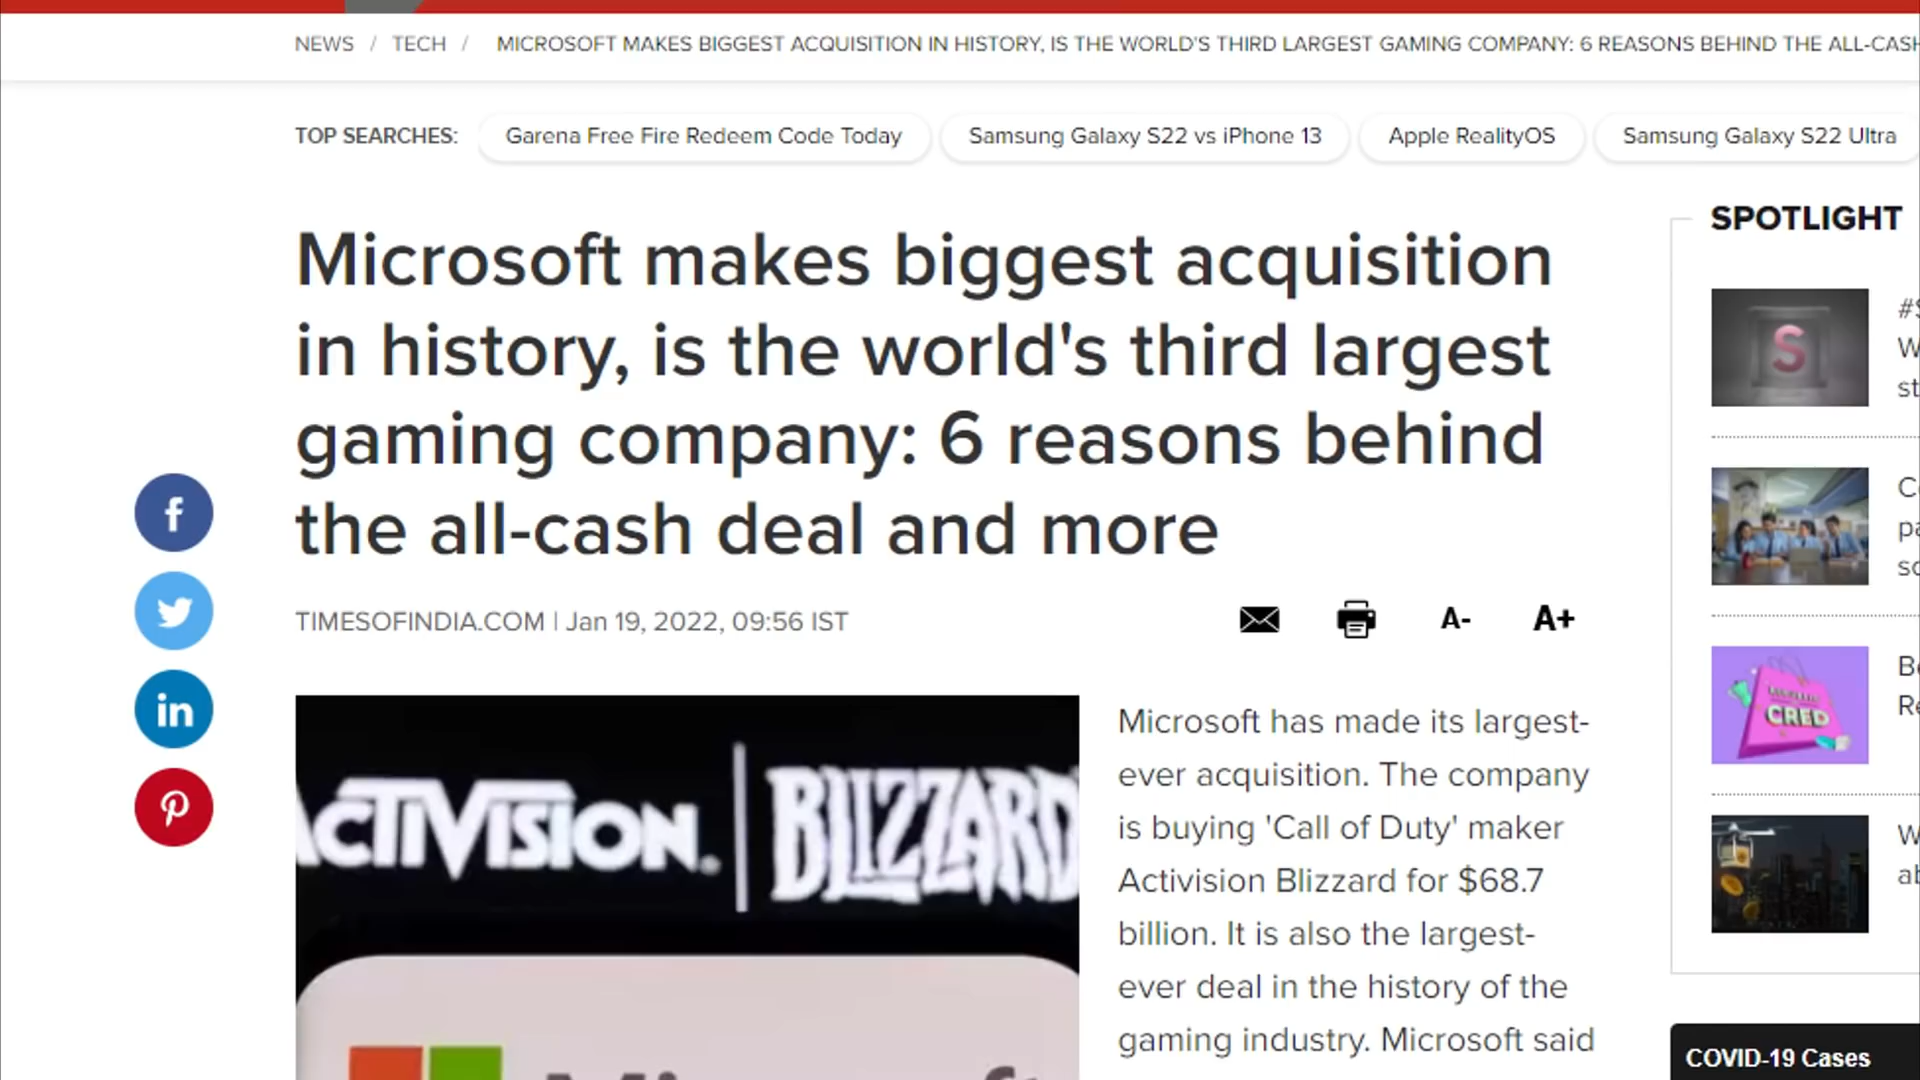 NEWS / TECH / MICROSOFT MAKES BIGGEST ACQUISITION IN HISTORY, IS THE WORLD'S THIRD LARGEST GAMING COMPANY: 6 REASONS BEHIND THE ALL-CASH
TOP SEARCHES: Garena Free Fire Redeem Code Today Samsung Galaxy S22 vs iPhone 13 Apple RealityOS Samsung Galaxy S22 Ultra
SPOTLIGHT
Microsoft makes biggest acquisition
in history, is the world's third largest
gaming company: 6 reasons behind
the all-cash deal and more
TIMESOFINDIA.COM | Jan 19, 2022, 09:56 IST
A- A+
f
in
ACTIVISION. | BLIZZARD
Microsoft has made its largest-
ever acquisition. The company
is buying 'Call of Duty' maker
Activision Blizzard for $68.7
billion. It is also the largest-
ever deal in the history of the
gaming industry. Microsoft said
S
CRED
COVID-19 Cases